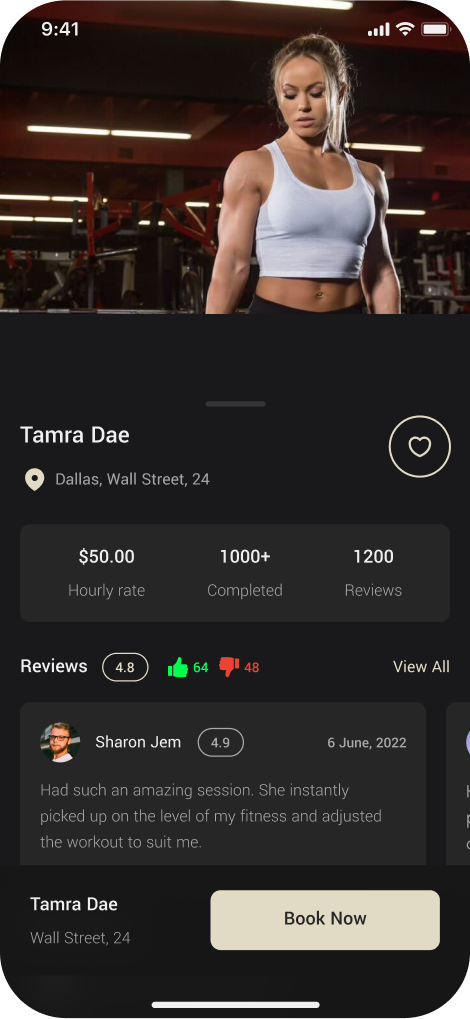 9:41
Tamra Dae
Dallas, Wall Street, 24
$50.00 1000+ 1200
Hourly rate Completed Reviews
Reviews 4.8 64 48 View All
Sharon Jem 4.9 6 June, 2022
Had such an amazing session. She instantly
picked up on the level of my fitness and adjusted
the workout to suit me.
Tamra Dae
Wall Street, 24
Book Now